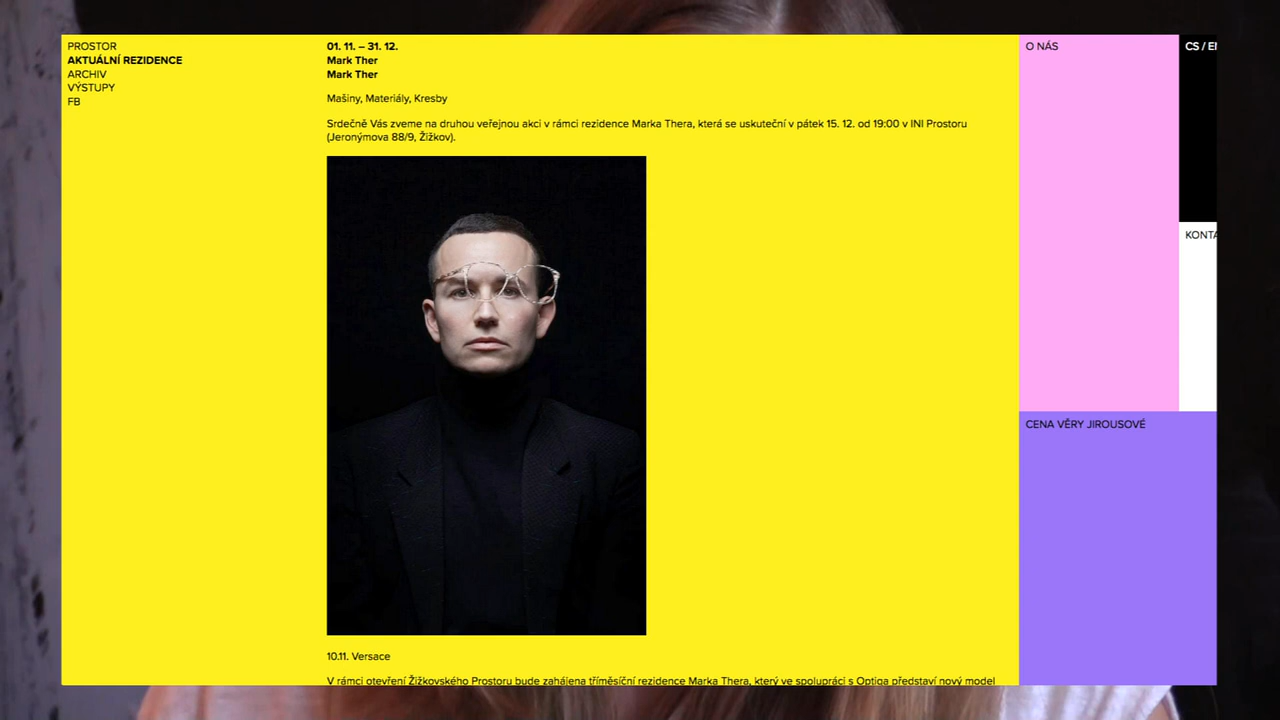 PROSTOR
AKTUÁLNÍ REZIDENCE
ARCHIV
VÝSTUPY
FB
01. 11. – 31. 12.
Mark Ther
Mark Ther
Mašiny, Materiály, Kresby
Srdečně Vás zveme na druhou veřejnou akci v rámci rezidence Marka Thera, která se uskuteční v pátek 15. 12. od 19:00 v INI Prostoru
(Jeronýmova 88/9, Žižkov).
10.11. Versace
V rámci otevření Žižkovského Prostoru bude zahájena tříměsíční rezidence Marka Thera, který ve spolupráci s Optiqa představí nový model
O NÁS
CS / E
KONTA
CENA VĚRY JIROUSOVÉ